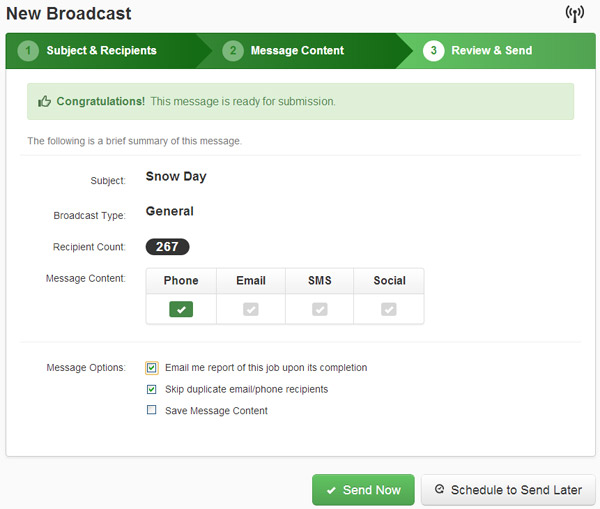 New Broadcast
1 Subject & Recipients 2 Message Content 3 Review & Send
Congratulations! This message is ready for submission.
The following is a brief summary of this message.
Subject: Snow Day
Broadcast Type: General
Recipient Count: 267
Message Content: Phone Email SMS Social
Message Options: Email me report of this job upon its completion
Skip duplicate email/phone recipients
Save Message Content
Send Now Schedule to Send Later